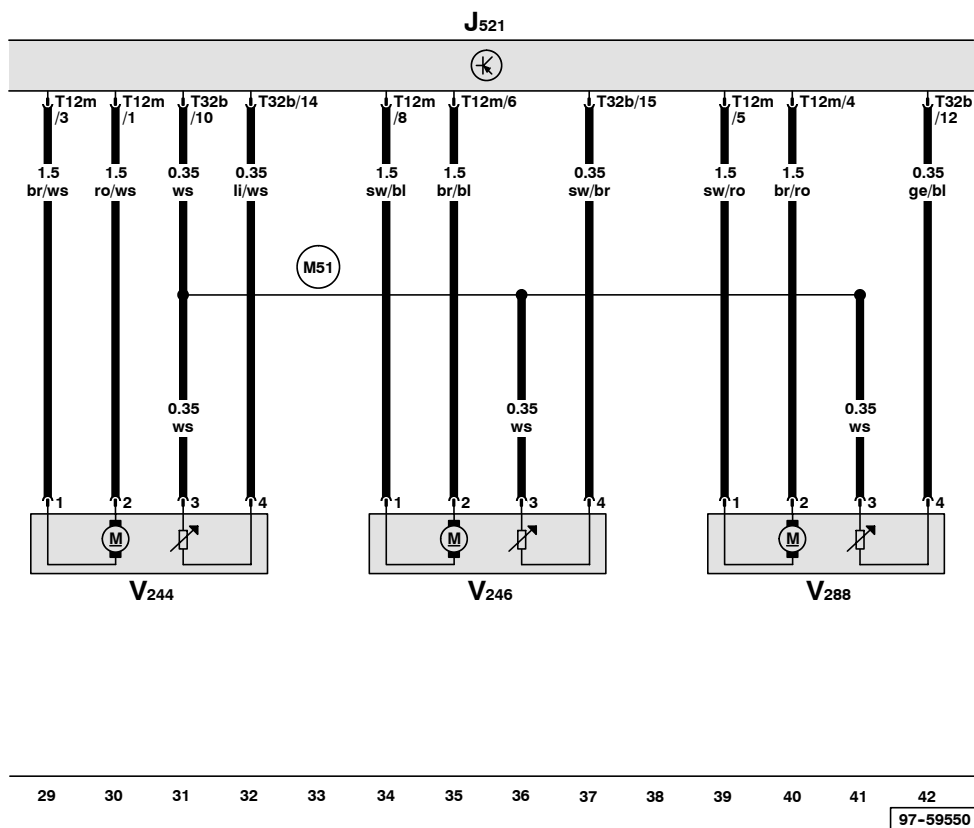 J521
T12m T12m T32b T32b/14 T12m T12m/6 T32b/15 T12m T12m/4 T32b
/3 /1 /10 /8 /5 /12
1.5 1.5 0.35 0.35 1.5 1.5 0.35 1.5 1.5 0.35
br/ws ro/ws ws li/ws sw/bl br/bl sw/br sw/ro br/ro ge/bl
M51
0.35 0.35 0.35
ws ws ws
1 2 3 4 1 2 3 4 1 2 3 4
M M M
V244 V246 V288
29 30 31 32 33 34 35 36 37 38 39 40 41 42
97-59550